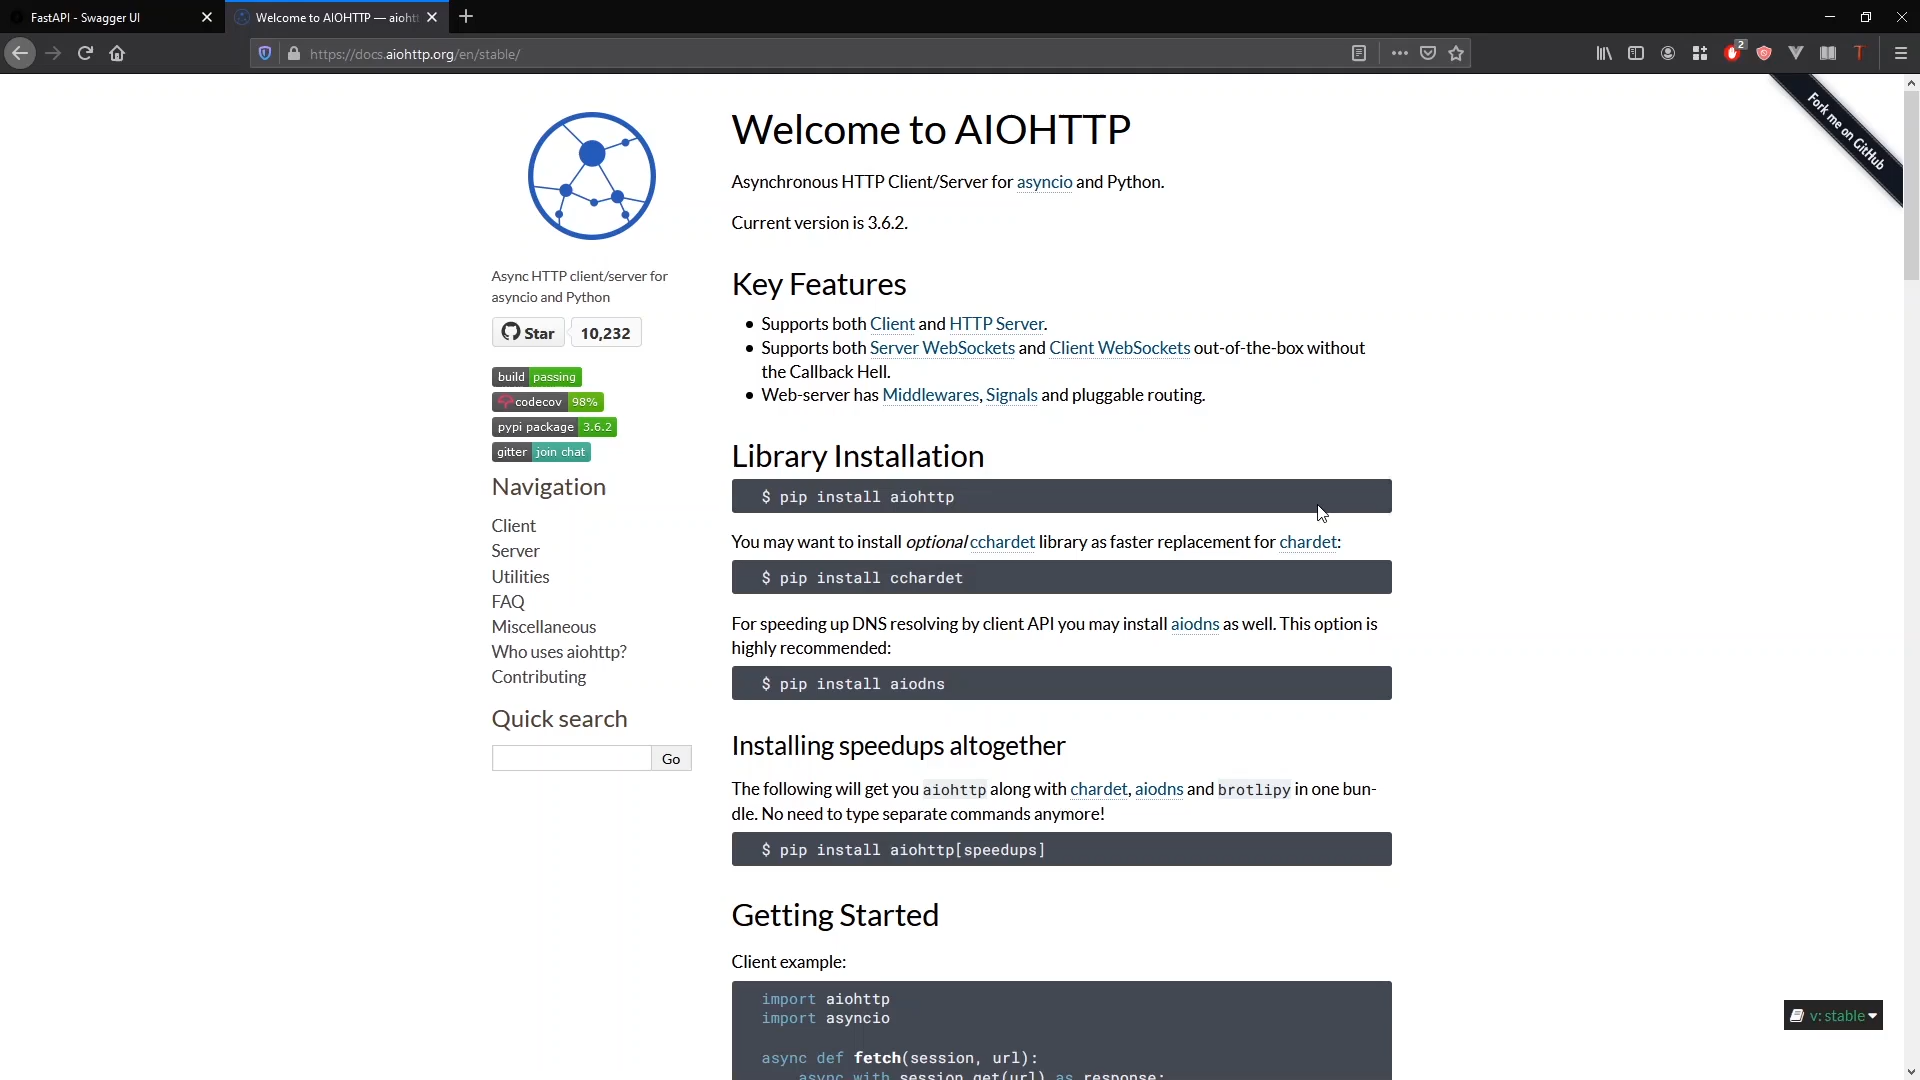 FastAPI - Swagger UI
Welcome to AIOHTTP — aioht
https://docs.aiohttp.org/en/stable/
2
Fork me on GitHub
Async HTTP client/server for
asyncio and Python
Star 10,232
build passing
codecov 98%
pypi package 3.6.2
gitter join chat
Navigation
Client
Server
Utilities
FAQ
Miscellaneous
Who uses aiohttp?
Contributing
Quick search
Go
Welcome to AIOHTTP
Asynchronous HTTP Client/Server for asyncio and Python.
Current version is 3.6.2.
Key Features
• Supports both Client and HTTP Server.
• Supports both Server WebSockets and Client WebSockets out-of-the-box without
the Callback Hell.
• Web-server has Middlewares, Signals and pluggable routing.
Library Installation
$ pip install aiohttp
You may want to install optional cchardet library as faster replacement for chardet:
$ pip install cchardet
For speeding up DNS resolving by client API you may install aiodns as well. This option is
highly recommended:
$ pip install aiodns
Installing speedups altogether
The following will get you aiohttp along with chardet, aiodns and brotlipy in one bun-
dle. No need to type separate commands anymore!
$ pip install aiohttp[speedups]
Getting Started
Client example:
import aiohttp
import asyncio
async def fetch(session, url):
async with session.get(url) as response:
v: stable